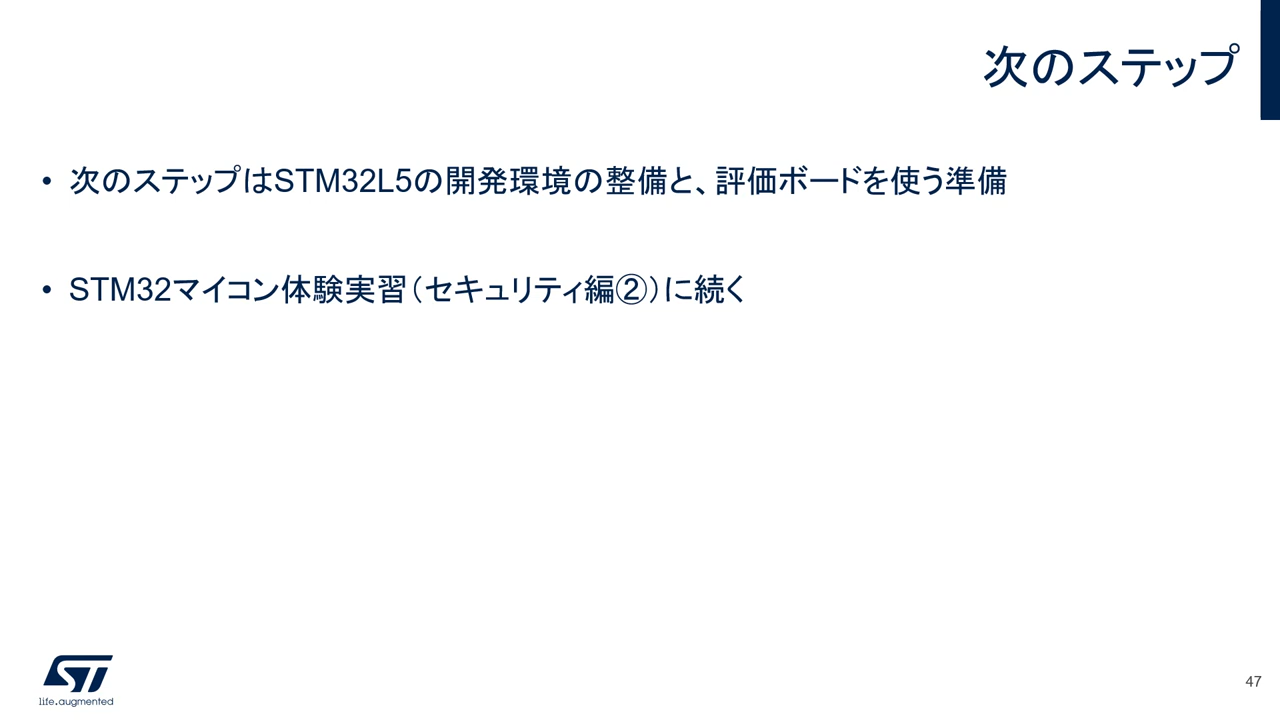 次のステップ
• 次のステップはSTM32L5の開発環境の整備と、評価ボードを使う準備
• STM32マイコン体験実習（セキュリティ編②）に続く
ST
life.augmented
47